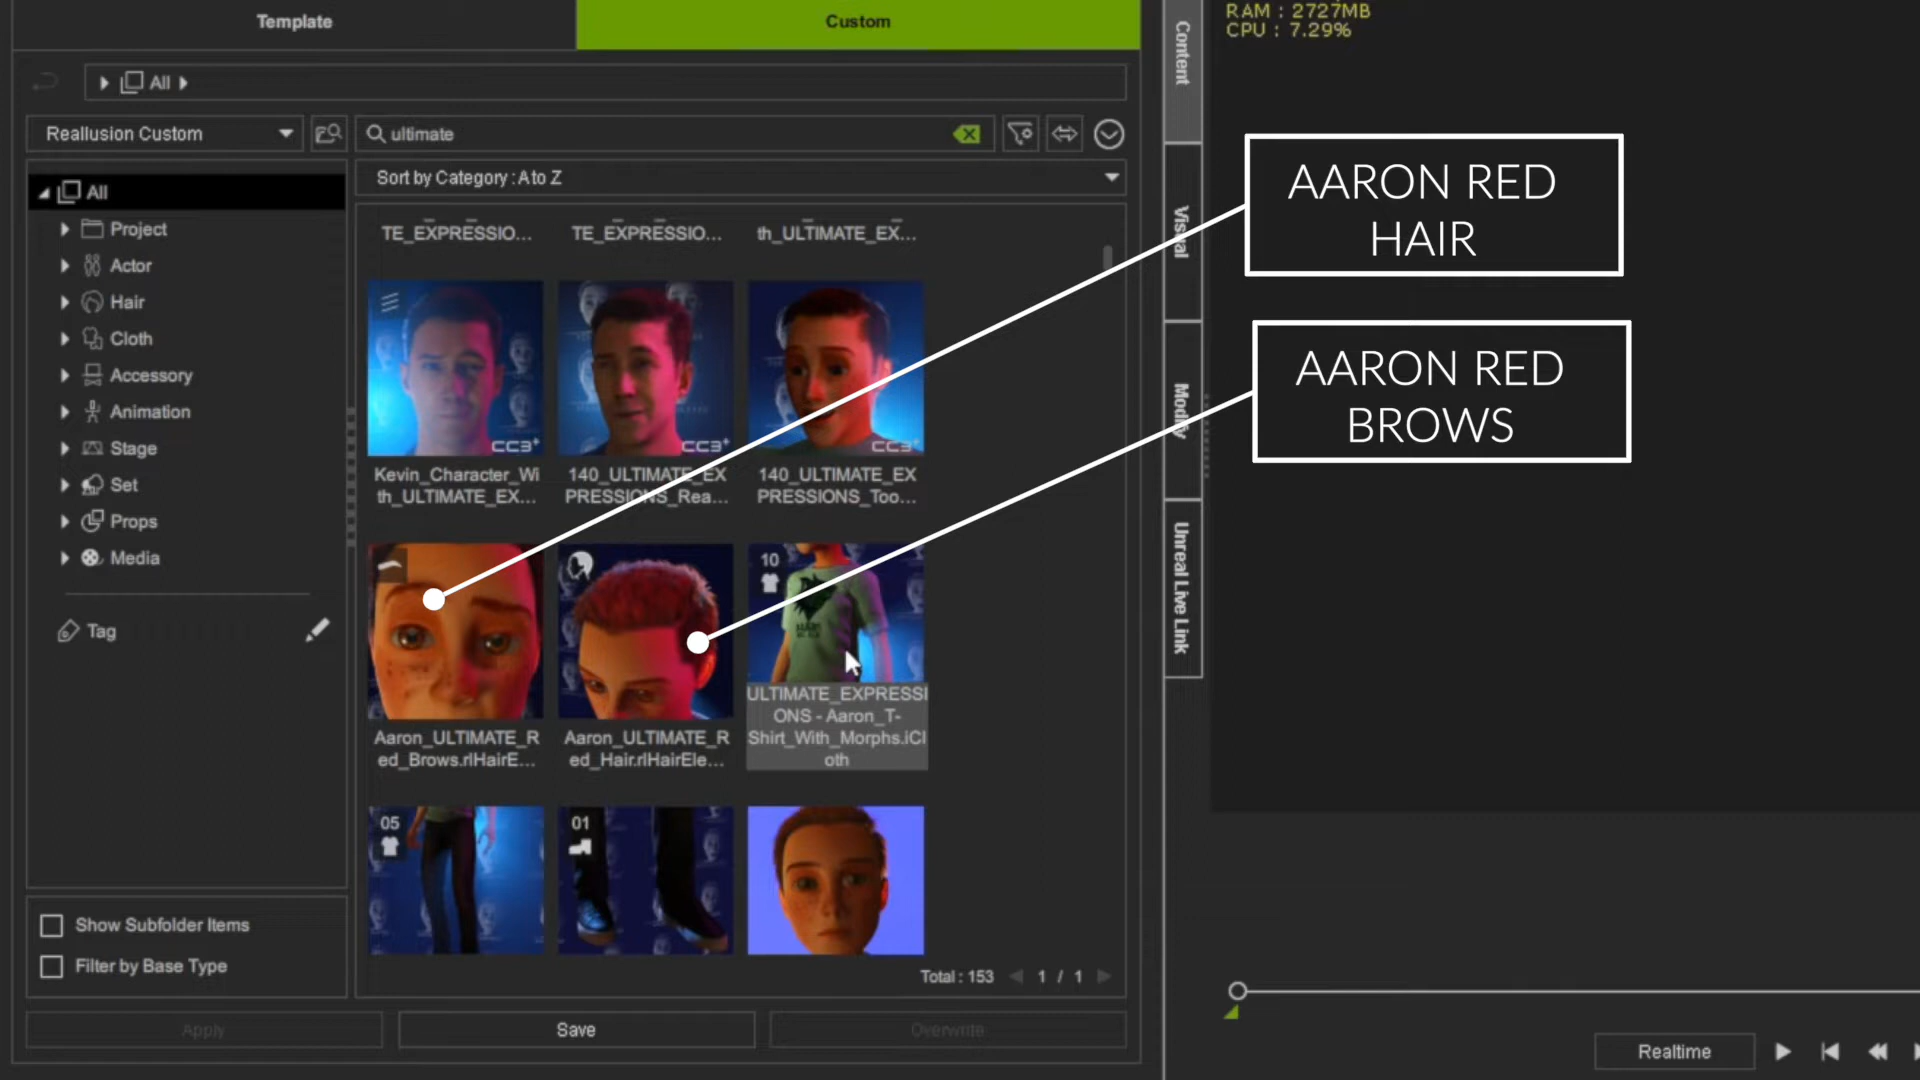 Template
Custom
All
Reallusion Custom
ultimate
Sort by Category : A to Z
All
Project
Actor
Hair
Cloth
Accessory
Animation
Stage
Set
Props
Media
Tag
Show Subfolder Items
Filter by Base Type
TE_EXPRESSIO...
TE_EXPRESSIO...
th_ULTIMATE_EX...
CC3+
CC3+
CC3+
Kevin_Character_Wi
th_ULTIMATE_EX...
140_ULTIMATE_EX
PRESSIONS_Rea...
140_ULTIMATE_EX
PRESSIONS_Too...
10
Aaron_ULTIMATE_R
ed_Brows.rlHairE...
Aaron_ULTIMATE_R
ed_Hair.rlHairEle...
ULTIMATE_EXPRESSI
ONS - Aaron_T-
Shirt_With_Morphs.iCl
oth
05
01
Total : 153
1 / 1
Apply
Save
Overwrite
Content
Visual
Modify
Unreal Live Link
RAM : 2727MB
CPU : 7.29%
AARON RED
HAIR
AARON RED
BROWS
Realtime